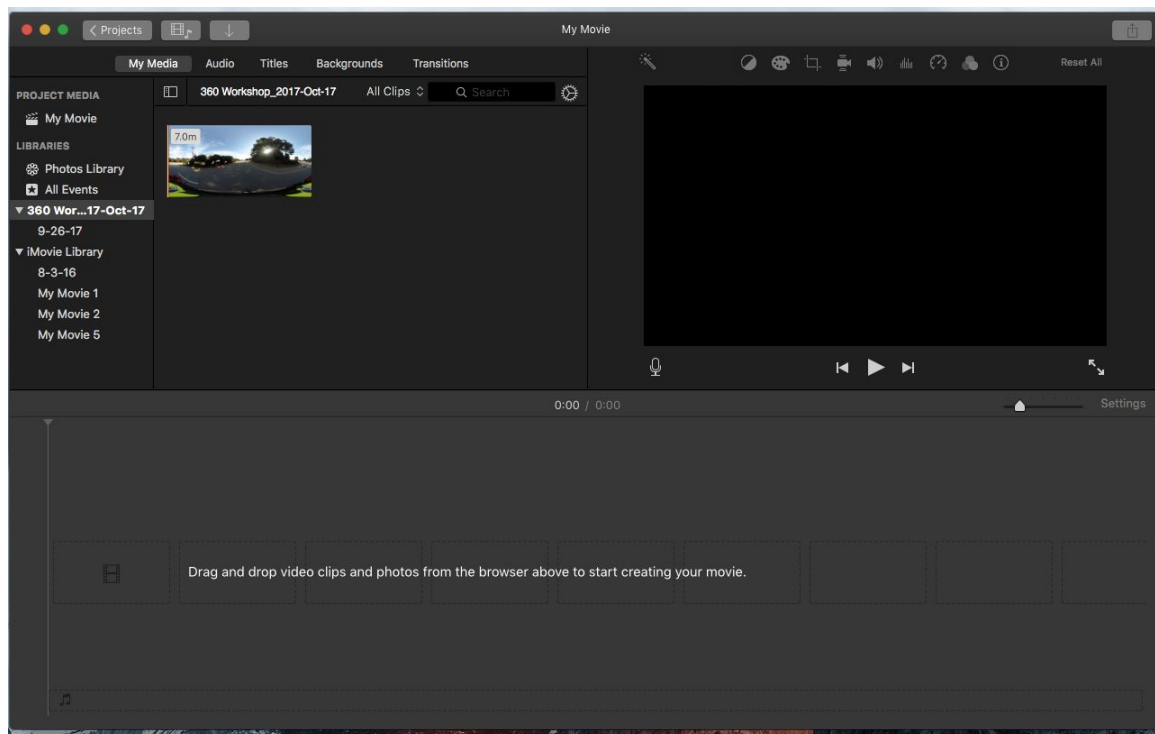 Projects
My Movie
My Media Audio Titles Backgrounds Transitions
Reset All
PROJECT MEDIA
My Movie
LIBRARIES
Photos Library
All Events
360 Wor...17-Oct-17
9-26-17
iMovie Library
8-3-16
My Movie 1
My Movie 2
My Movie 5
360 Workshop_2017-Oct-17 All Clips Search
7.0m
0:00 / 0:00
Settings
Drag and drop video clips and photos from the browser above to start creating your movie.